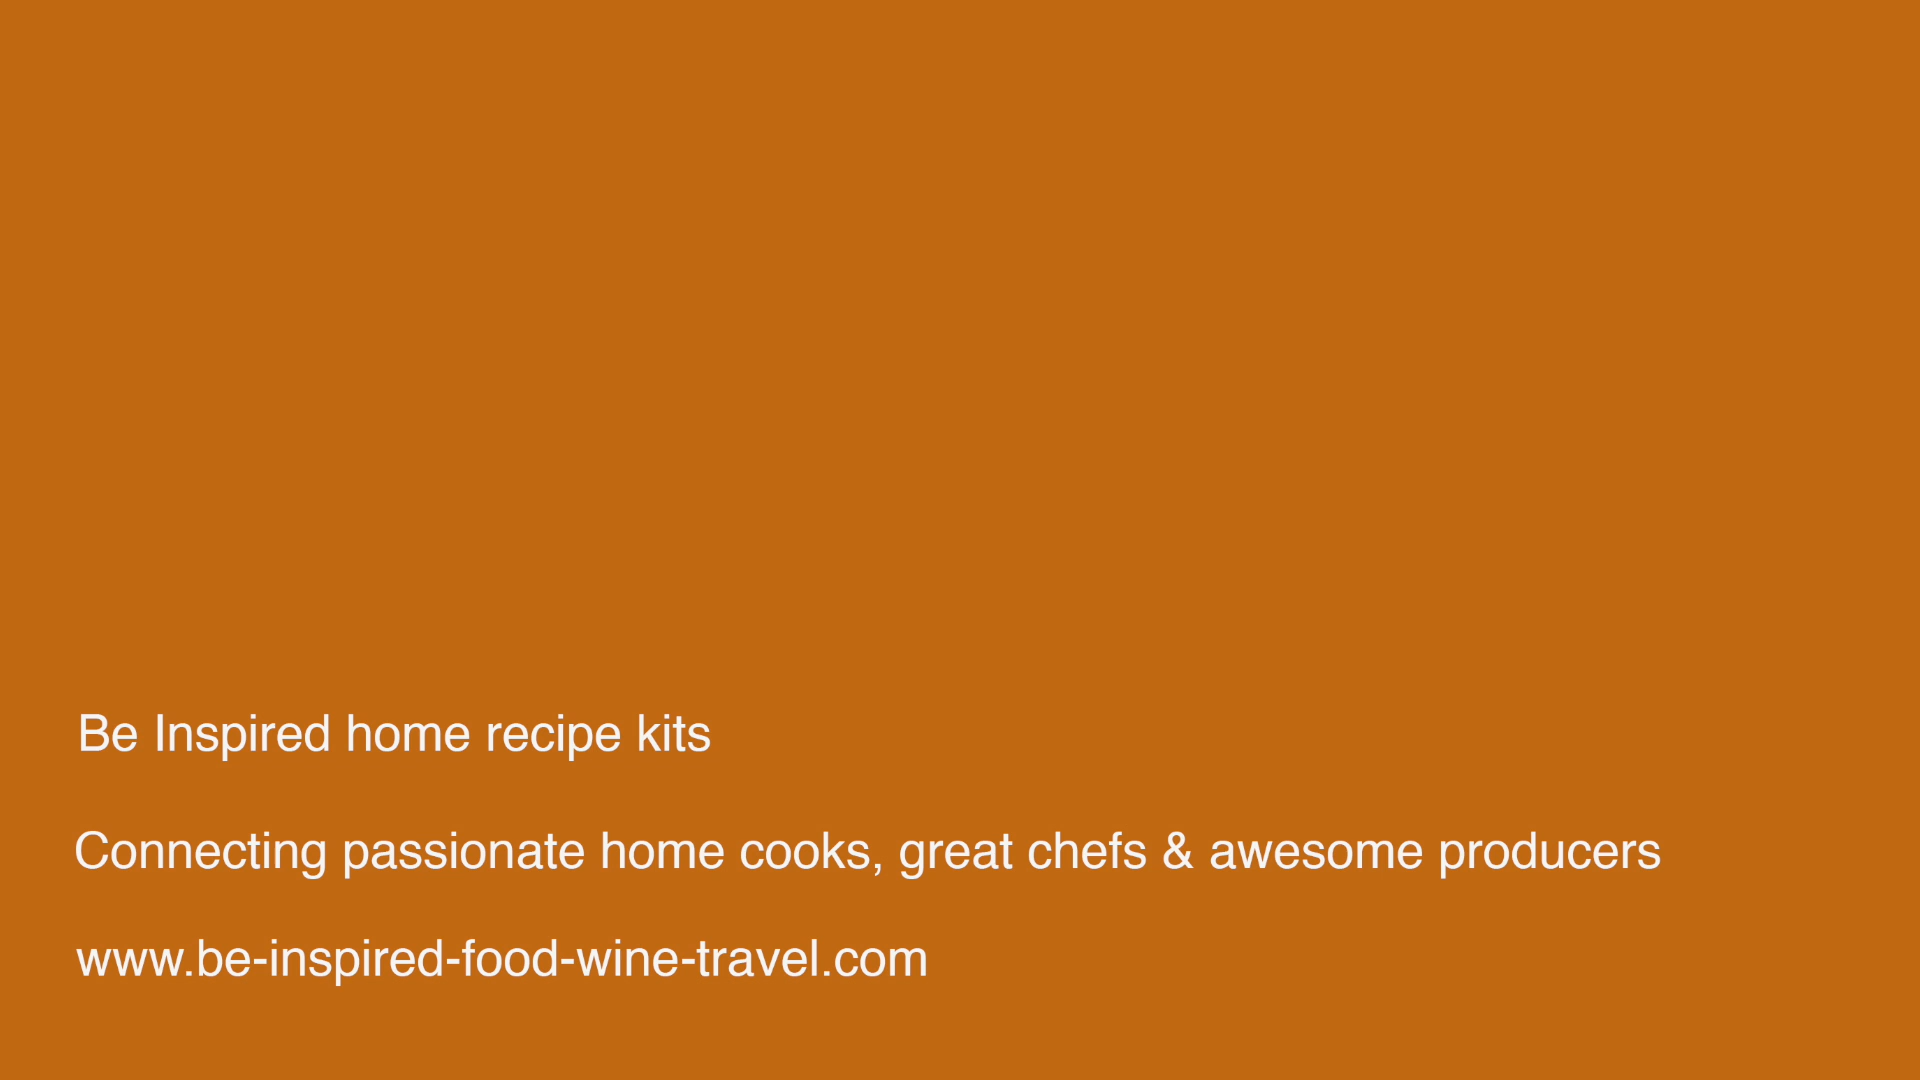 Be Inspired home recipe kits
Connecting passionate home cooks, great chefs & awesome producers
www.be-inspired-food-wine-travel.com